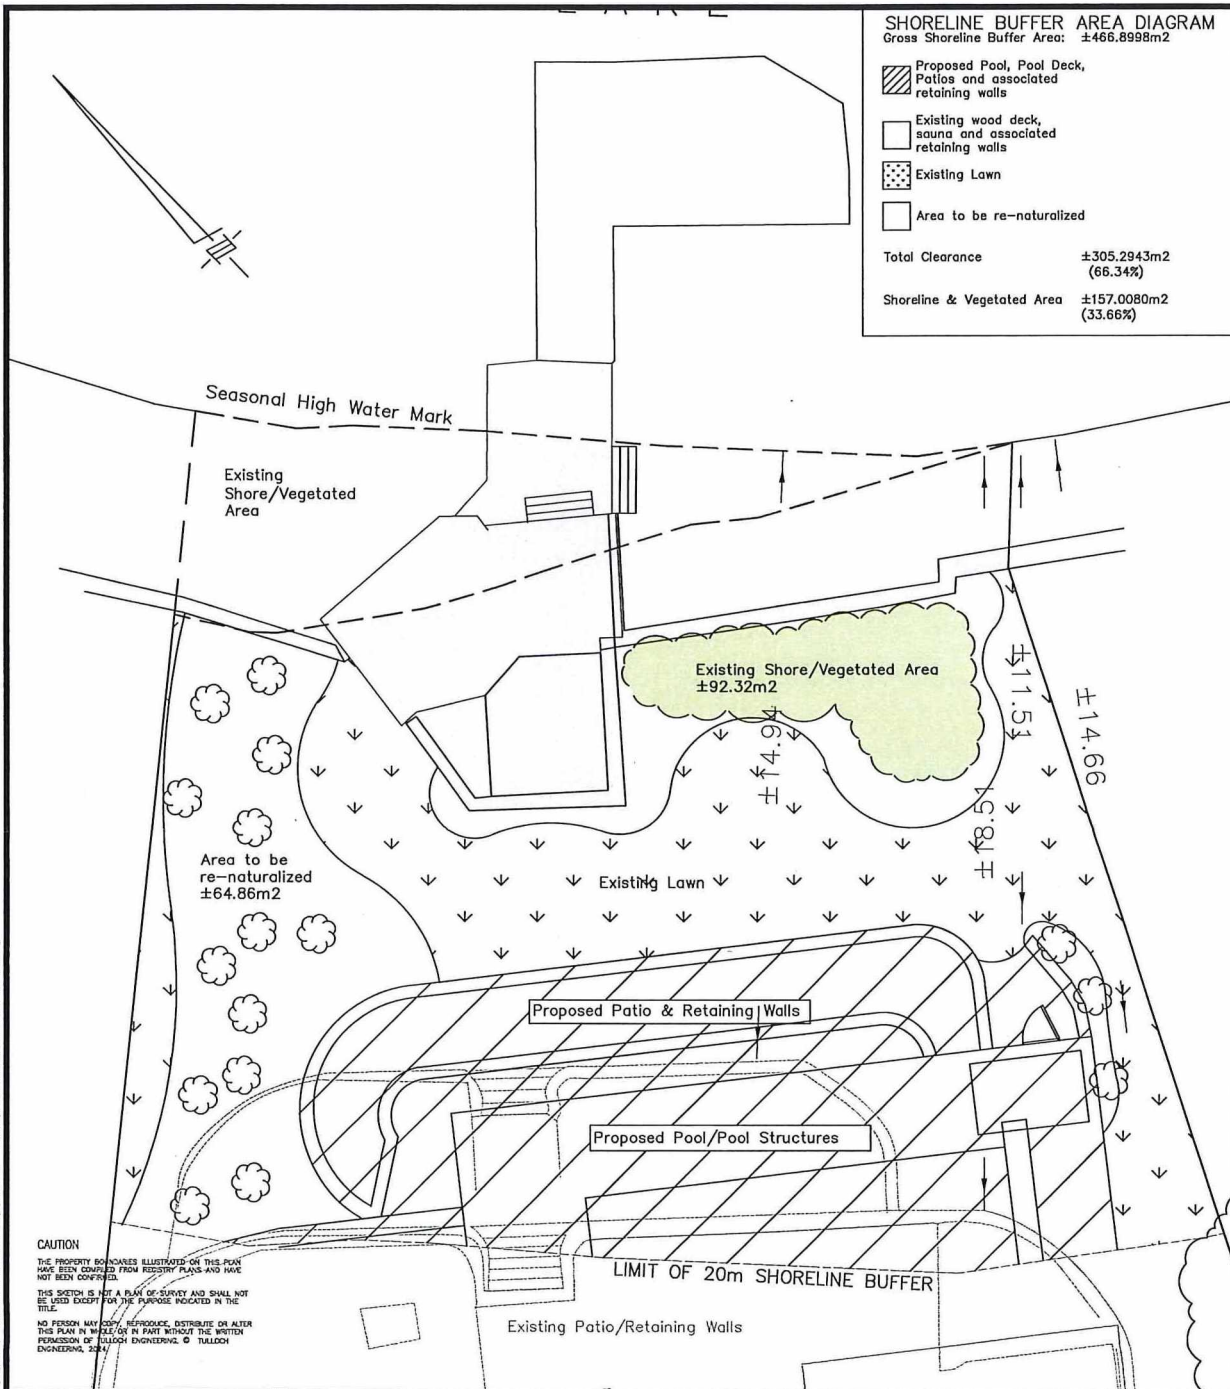 SHORELINE BUFFER AREA DIAGRAM
Gross Shoreline Buffer Area: ±466.8998m2
Proposed Pool, Pool Deck,
Patios and associated
retaining walls
Existing wood deck,
sauna and associated
retaining walls
Existing Lawn
Area to be re-naturalized
Total Clearance ±305.2943m2
(66.34%)
Shoreline & Vegetated Area ±157.0080m2
(33.66%)
Seasonal High Water Mark
Existing
Shore/Vegetated
Area
Existing Shore/Vegetated Area
±92.32m2
±11.51
±14.66
±14.94
±18.51
Area to be
re-naturalized
±64.86m2
Existing Lawn
Proposed Patio & Retaining Walls
Proposed Pool/Pool Structures
LIMIT OF 20m SHORELINE BUFFER
Existing Patio/Retaining Walls
CAUTION
THE PROPERTY BOUNDARIES ILLUSTRATED ON THIS PLAN
HAVE BEEN COMPILED FROM REGISTRY PLANS AND HAVE
NOT BEEN CONFIRMED.
THIS SKETCH IS NOT A PLAN OF SURVEY AND SHALL NOT
BE USED EXCEPT FOR THE PURPOSE INDICATED IN THE
TITLE.
NO PERSON MAY COPY, REPRODUCE, DISTRIBUTE OR ALTER
THIS PLAN IN WHOLE OR IN PART WITHOUT THE WRITTEN
PERMISSION OF TULLOCH ENGINEERING. © TULLOCH
ENGINEERING, 2024.